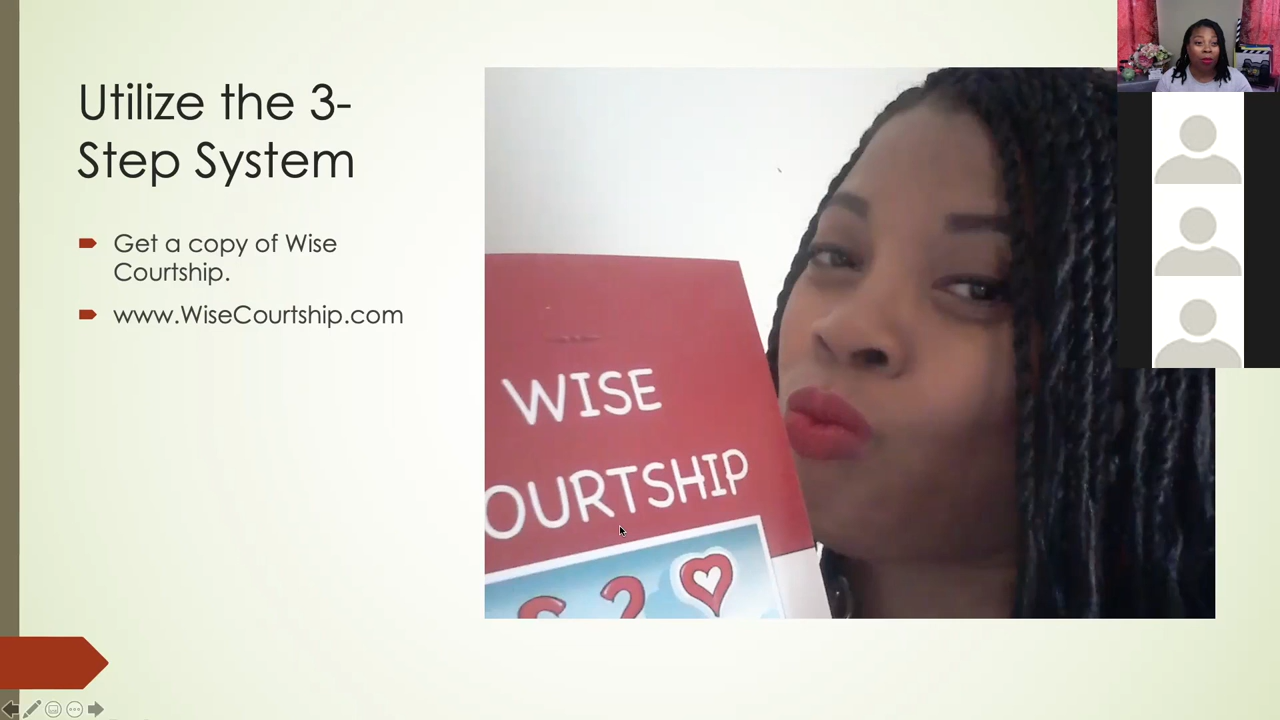 Utilize the 3-
Step System
Get a copy of Wise
Courtship.
www.WiseCourtship.com
WISE
OURTSHIP